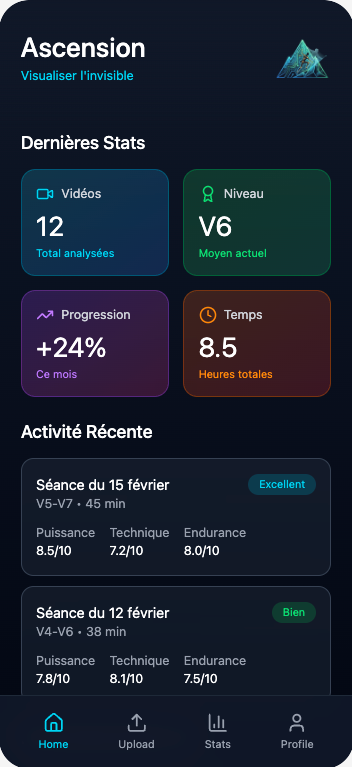 Ascension
Visualiser l'invisible
Dernières Stats
Vidéos
12
Total analysées
Niveau
V6
Moyen actuel
Progression
+24%
Ce mois
Temps
8.5
Heures totales
Activité Récente
Séance du 15 février
Excellent
V5-V7 • 45 min
Puissance Technique Endurance
8.5/10 7.2/10 8.0/10
Séance du 12 février
Bien
V4-V6 • 38 min
Puissance Technique Endurance
7.8/10 8.1/10 7.5/10
Home Upload Stats Profile